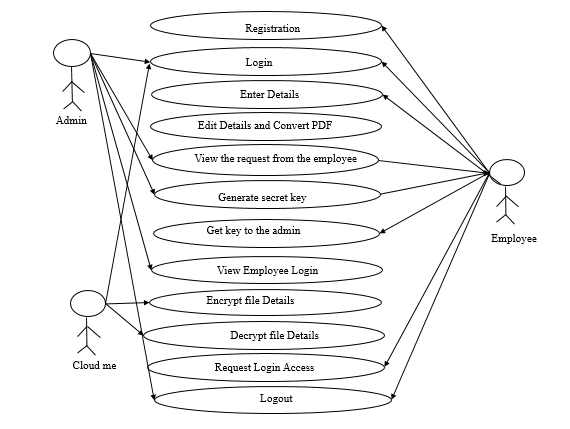 Registration
Login
Enter Details
Edit Details and Convert PDF
Admin
View the request from the employee
Generate secret key
Get key to the admin
Employee
View Employee Login
Encrypt file Details
Decrypt file Details
Cloud me
Request Login Access
Logout